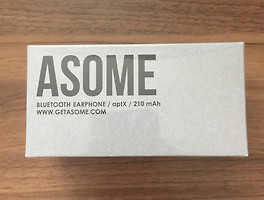 ASOME
BLUETOOTH EARPHONE / aptX / 210 mAh
WWW.GETASOME.COM